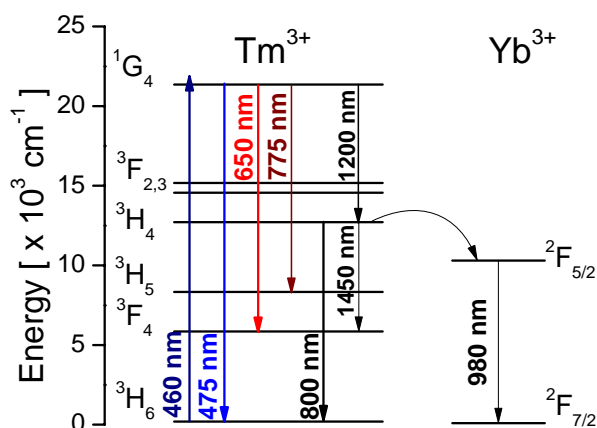 Tm³⁺ Yb³⁺
Energy [ x 10³ cm⁻¹]
25
20
15
10
5
0
¹G₄
³F₂,₃
³H₄
³H₅
³F₄
³H₆
460 nm
475 nm
650 nm
775 nm
1200 nm
1450 nm
800 nm
980 nm
²F₅/₂
²F₇/₂